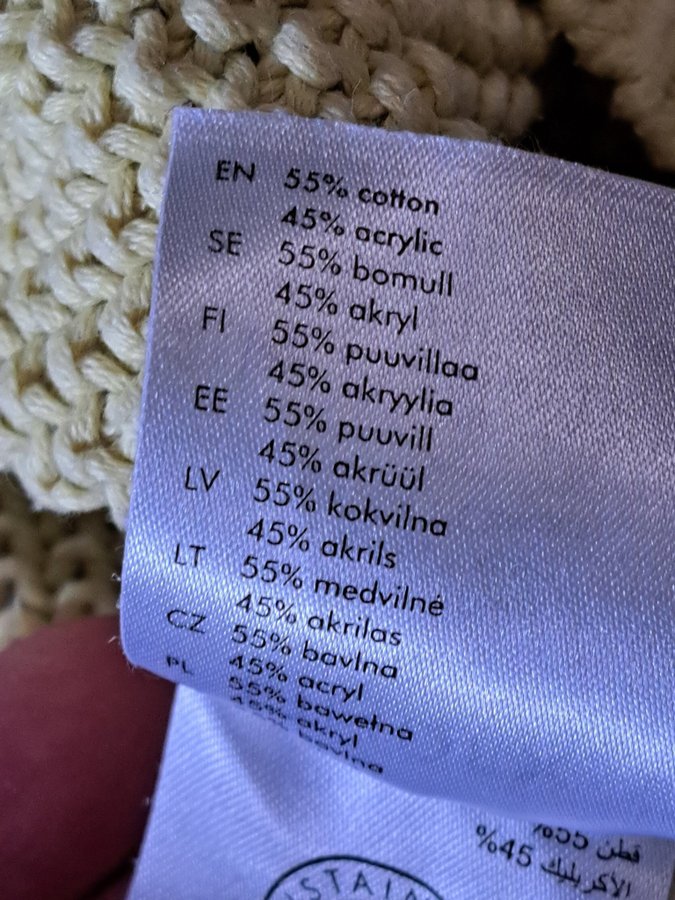 EN 55% cotton
45% acrylic
SE 55% bomull
45% akryl
FI 55% puuvillaa
45% akryylia
EE 55% puuvill
45% akrüül
LV 55% kokvilna
45% akrils
LT 55% medvilnė
45% akrilas
CZ 55% bavlna
45% acryl
PL 55% bawełna
45% akryl
bavlna
قطن 55%
الأكريليك 45%